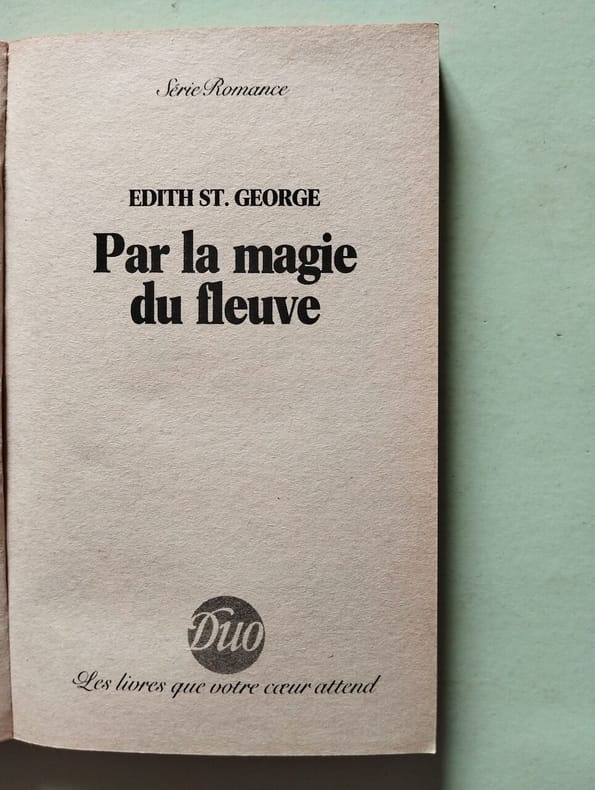 Série Romance
EDITH ST. GEORGE
Par la magie
du fleuve
Duo
Les livres que votre cœur attend